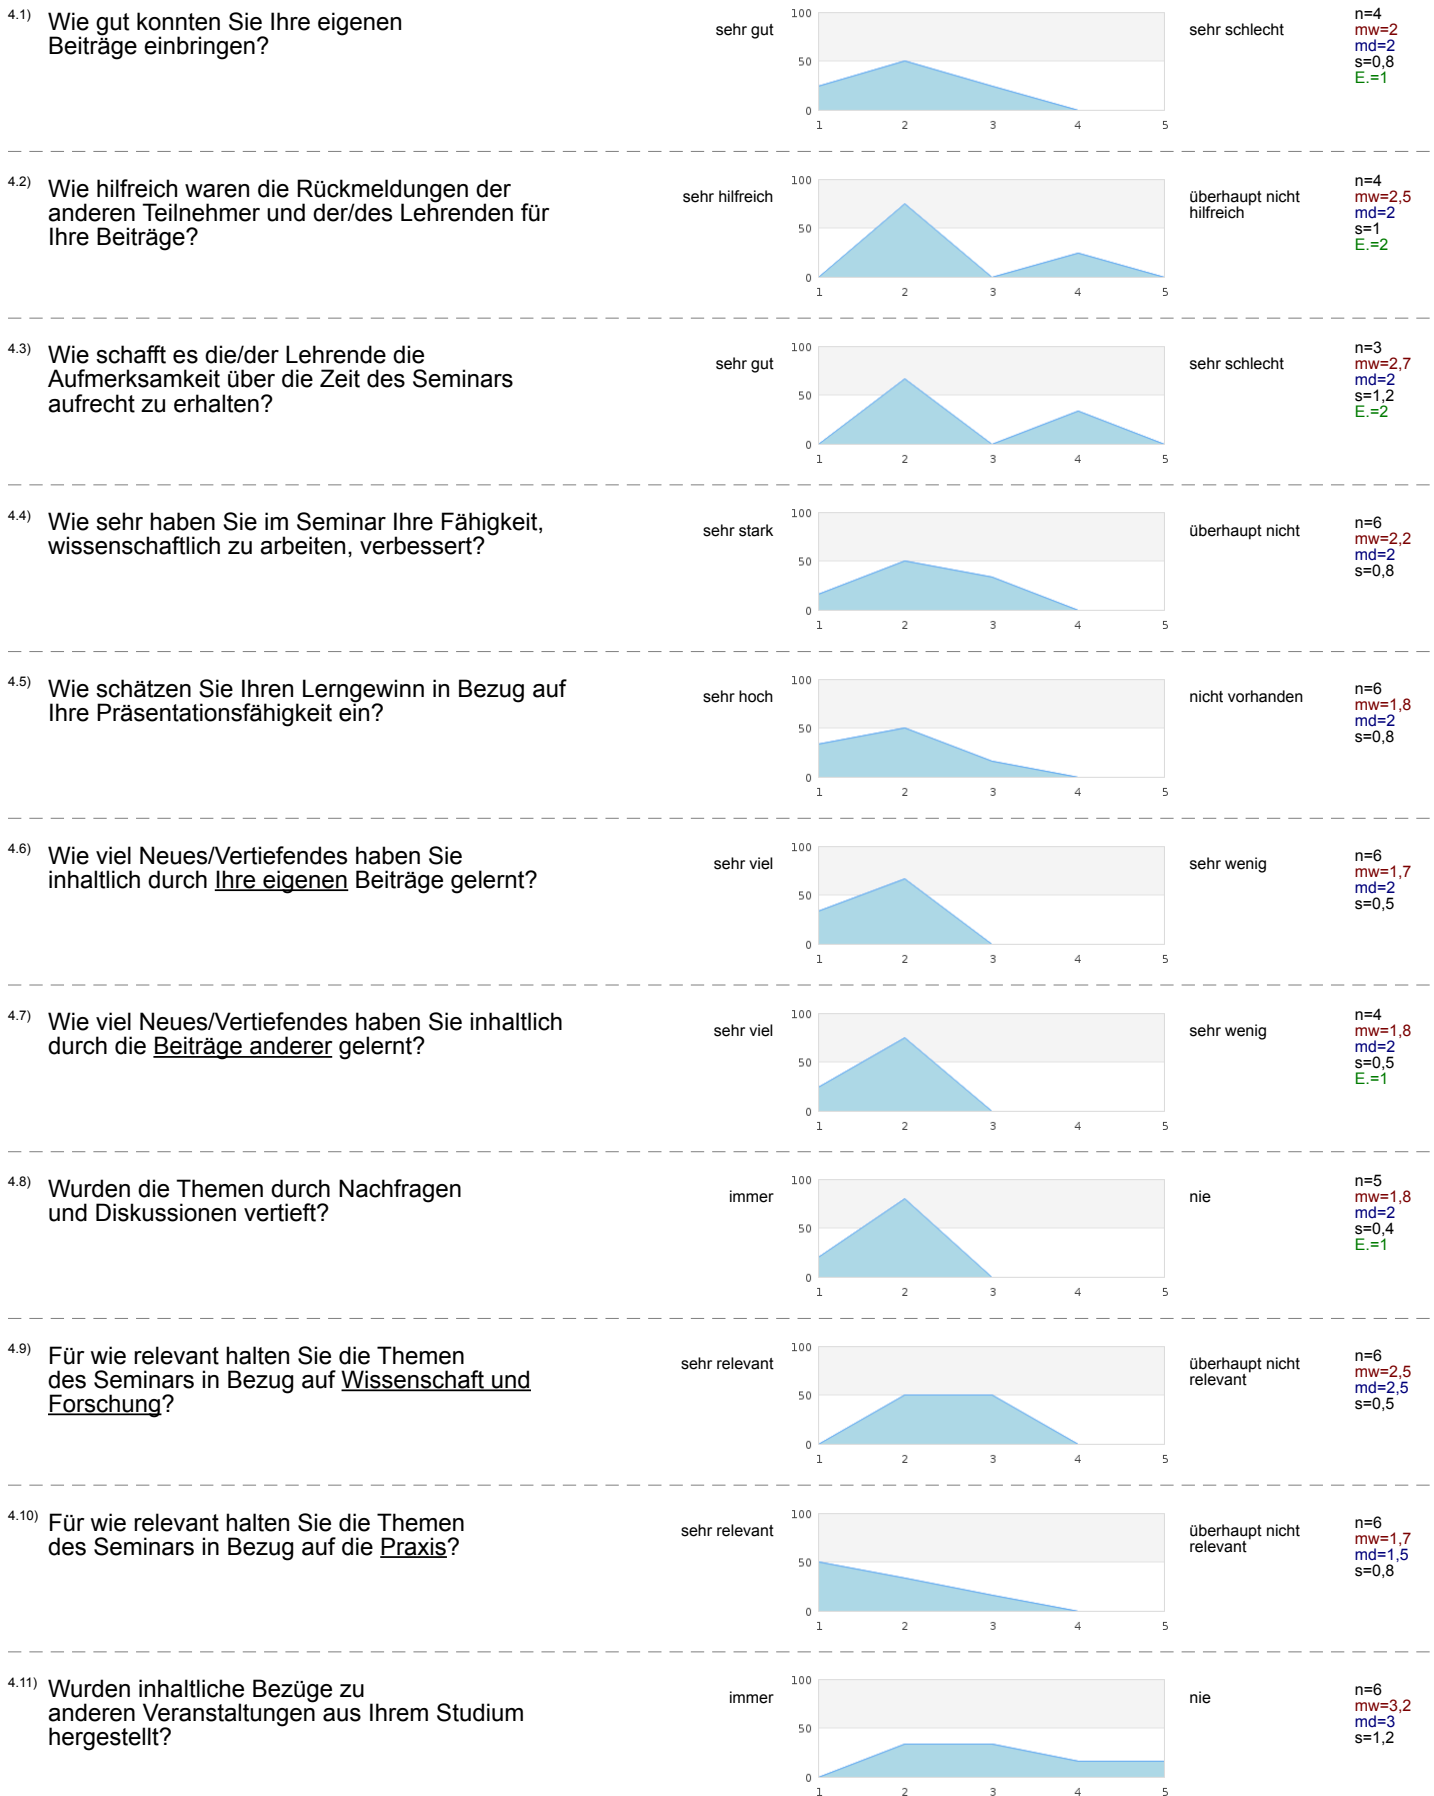 4.1) Wie gut konnten Sie Ihre eigenen
Beiträge einbringen?
sehr gut
100
50
0
1 2 3 4 5
sehr schlecht
n=4
mw=2
md=2
s=0,8
E.=1
4.2) Wie hilfreich waren die Rückmeldungen der
anderen Teilnehmer und der/des Lehrenden für
Ihre Beiträge?
sehr hilfreich
100
50
0
1 2 3 4 5
überhaupt nicht
hilfreich
n=4
mw=2,5
md=2
s=1
E.=2
4.3) Wie schafft es die/der Lehrende die
Aufmerksamkeit über die Zeit des Seminars
aufrecht zu erhalten?
sehr gut
100
50
0
1 2 3 4 5
sehr schlecht
n=3
mw=2,7
md=2
s=1,2
E.=2
4.4) Wie sehr haben Sie im Seminar Ihre Fähigkeit,
wissenschaftlich zu arbeiten, verbessert?
sehr stark
100
50
0
1 2 3 4 5
überhaupt nicht
n=6
mw=2,2
md=2
s=0,8
4.5) Wie schätzen Sie Ihren Lerngewinn in Bezug auf
Ihre Präsentationsfähigkeit ein?
sehr hoch
100
50
0
1 2 3 4 5
nicht vorhanden
n=6
mw=1,8
md=2
s=0,8
4.6) Wie viel Neues/Vertiefendes haben Sie
inhaltlich durch Ihre eigenen Beiträge gelernt?
sehr viel
100
50
0
1 2 3 4 5
sehr wenig
n=6
mw=1,7
md=2
s=0,5
4.7) Wie viel Neues/Vertiefendes haben Sie inhaltlich
durch die Beiträge anderer gelernt?
sehr viel
100
50
0
1 2 3 4 5
sehr wenig
n=4
mw=1,8
md=2
s=0,5
E.=1
4.8) Wurden die Themen durch Nachfragen
und Diskussionen vertieft?
immer
100
50
0
1 2 3 4 5
nie
n=5
mw=1,8
md=2
s=0,4
E.=1
4.9) Für wie relevant halten Sie die Themen
des Seminars in Bezug auf Wissenschaft und
Forschung?
sehr relevant
100
50
0
1 2 3 4 5
überhaupt nicht
relevant
n=6
mw=2,5
md=2,5
s=0,5
4.10) Für wie relevant halten Sie die Themen
des Seminars in Bezug auf die Praxis?
sehr relevant
100
50
0
1 2 3 4 5
überhaupt nicht
relevant
n=6
mw=1,7
md=1,5
s=0,8
4.11) Wurden inhaltliche Bezüge zu
anderen Veranstaltungen aus Ihrem Studium
hergestellt?
immer
100
50
0
1 2 3 4 5
nie
n=6
mw=3,2
md=3
s=1,2